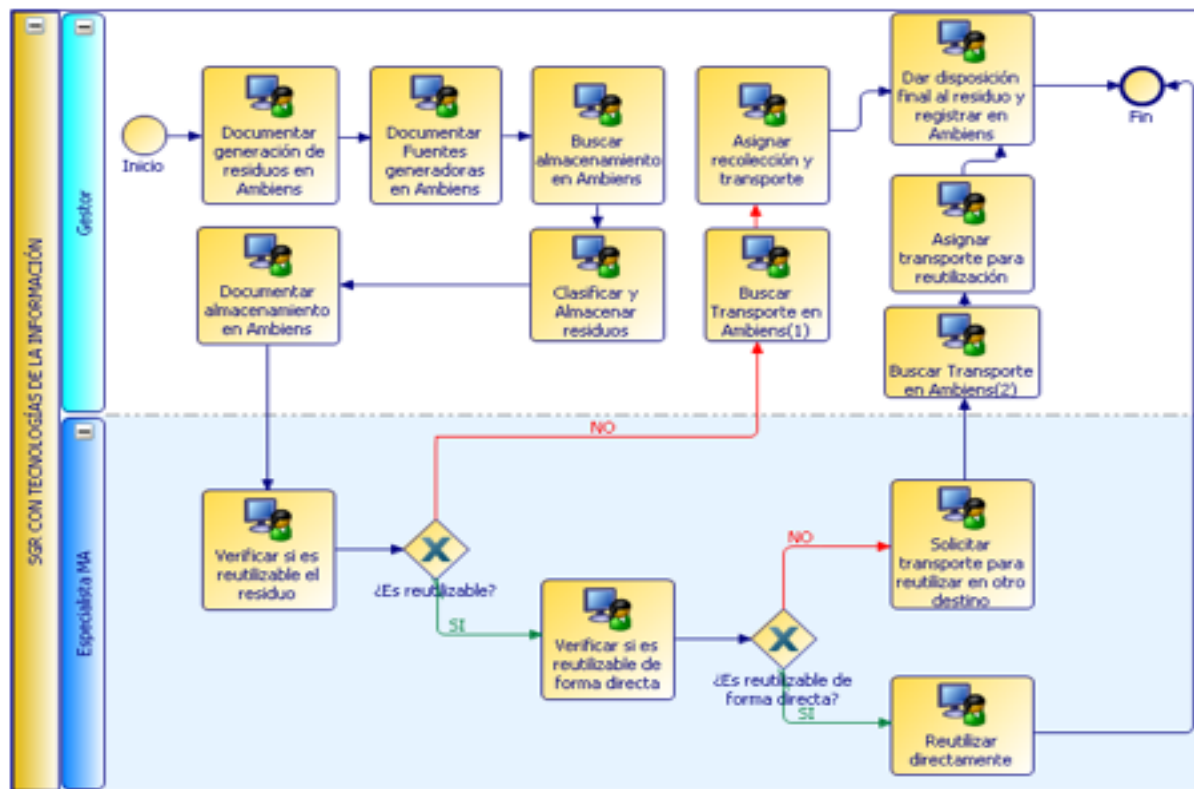 SGR CON TECNOLOGÍAS DE LA INFORMACIÓN
Gestor
Inicio
Documentar
generación de
residuos en
Ambiens
Documentar
Fuentes
generadoras
en Ambiens
Buscar
almacenamiento
en Ambiens
Asignar
recolección y
transporte
Dar disposición
final al residuo y
registrar en
Ambiens
Fin
Documentar
almacenamiento
en Ambiens
Clasificar y
Almacenar
residuos
Buscar
Transporte en
Ambiens(1)
Asignar
transporte para
reutilización
Buscar Transporte
en Ambiens(2)
Especialista MA
NO
Verificar si es
reutilizable el
residuo
¿Es reutilizable?
SI
Verificar si es
reutilizable de
forma directa
¿Es reutilizable de
forma directa?
NO
Solicitar
transporte para
reutilizar en otro
destino
SI
Reutilizar
directamente